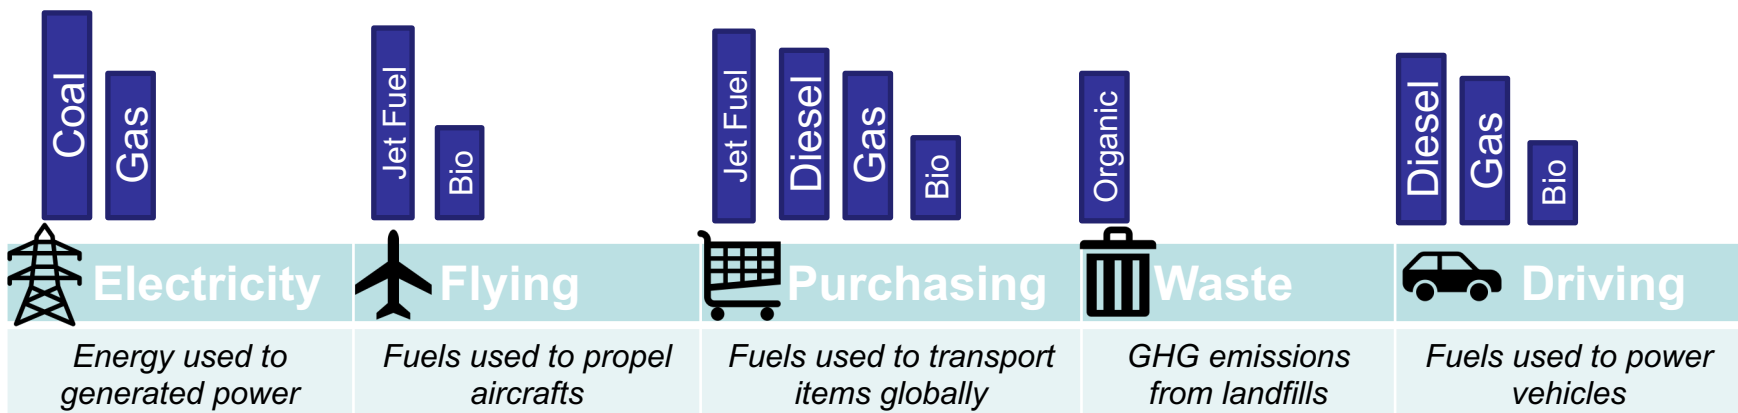 Coal
Gas
Jet Fuel
Bio
Jet Fuel
Diesel
Gas
Bio
Organic
Diesel
Gas
Bio
Electricity
Flying
Purchasing
Waste
Driving
Energy used to
generated power
Fuels used to propel
aircrafts
Fuels used to transport
items globally
GHG emissions
from landfills
Fuels used to power
vehicles